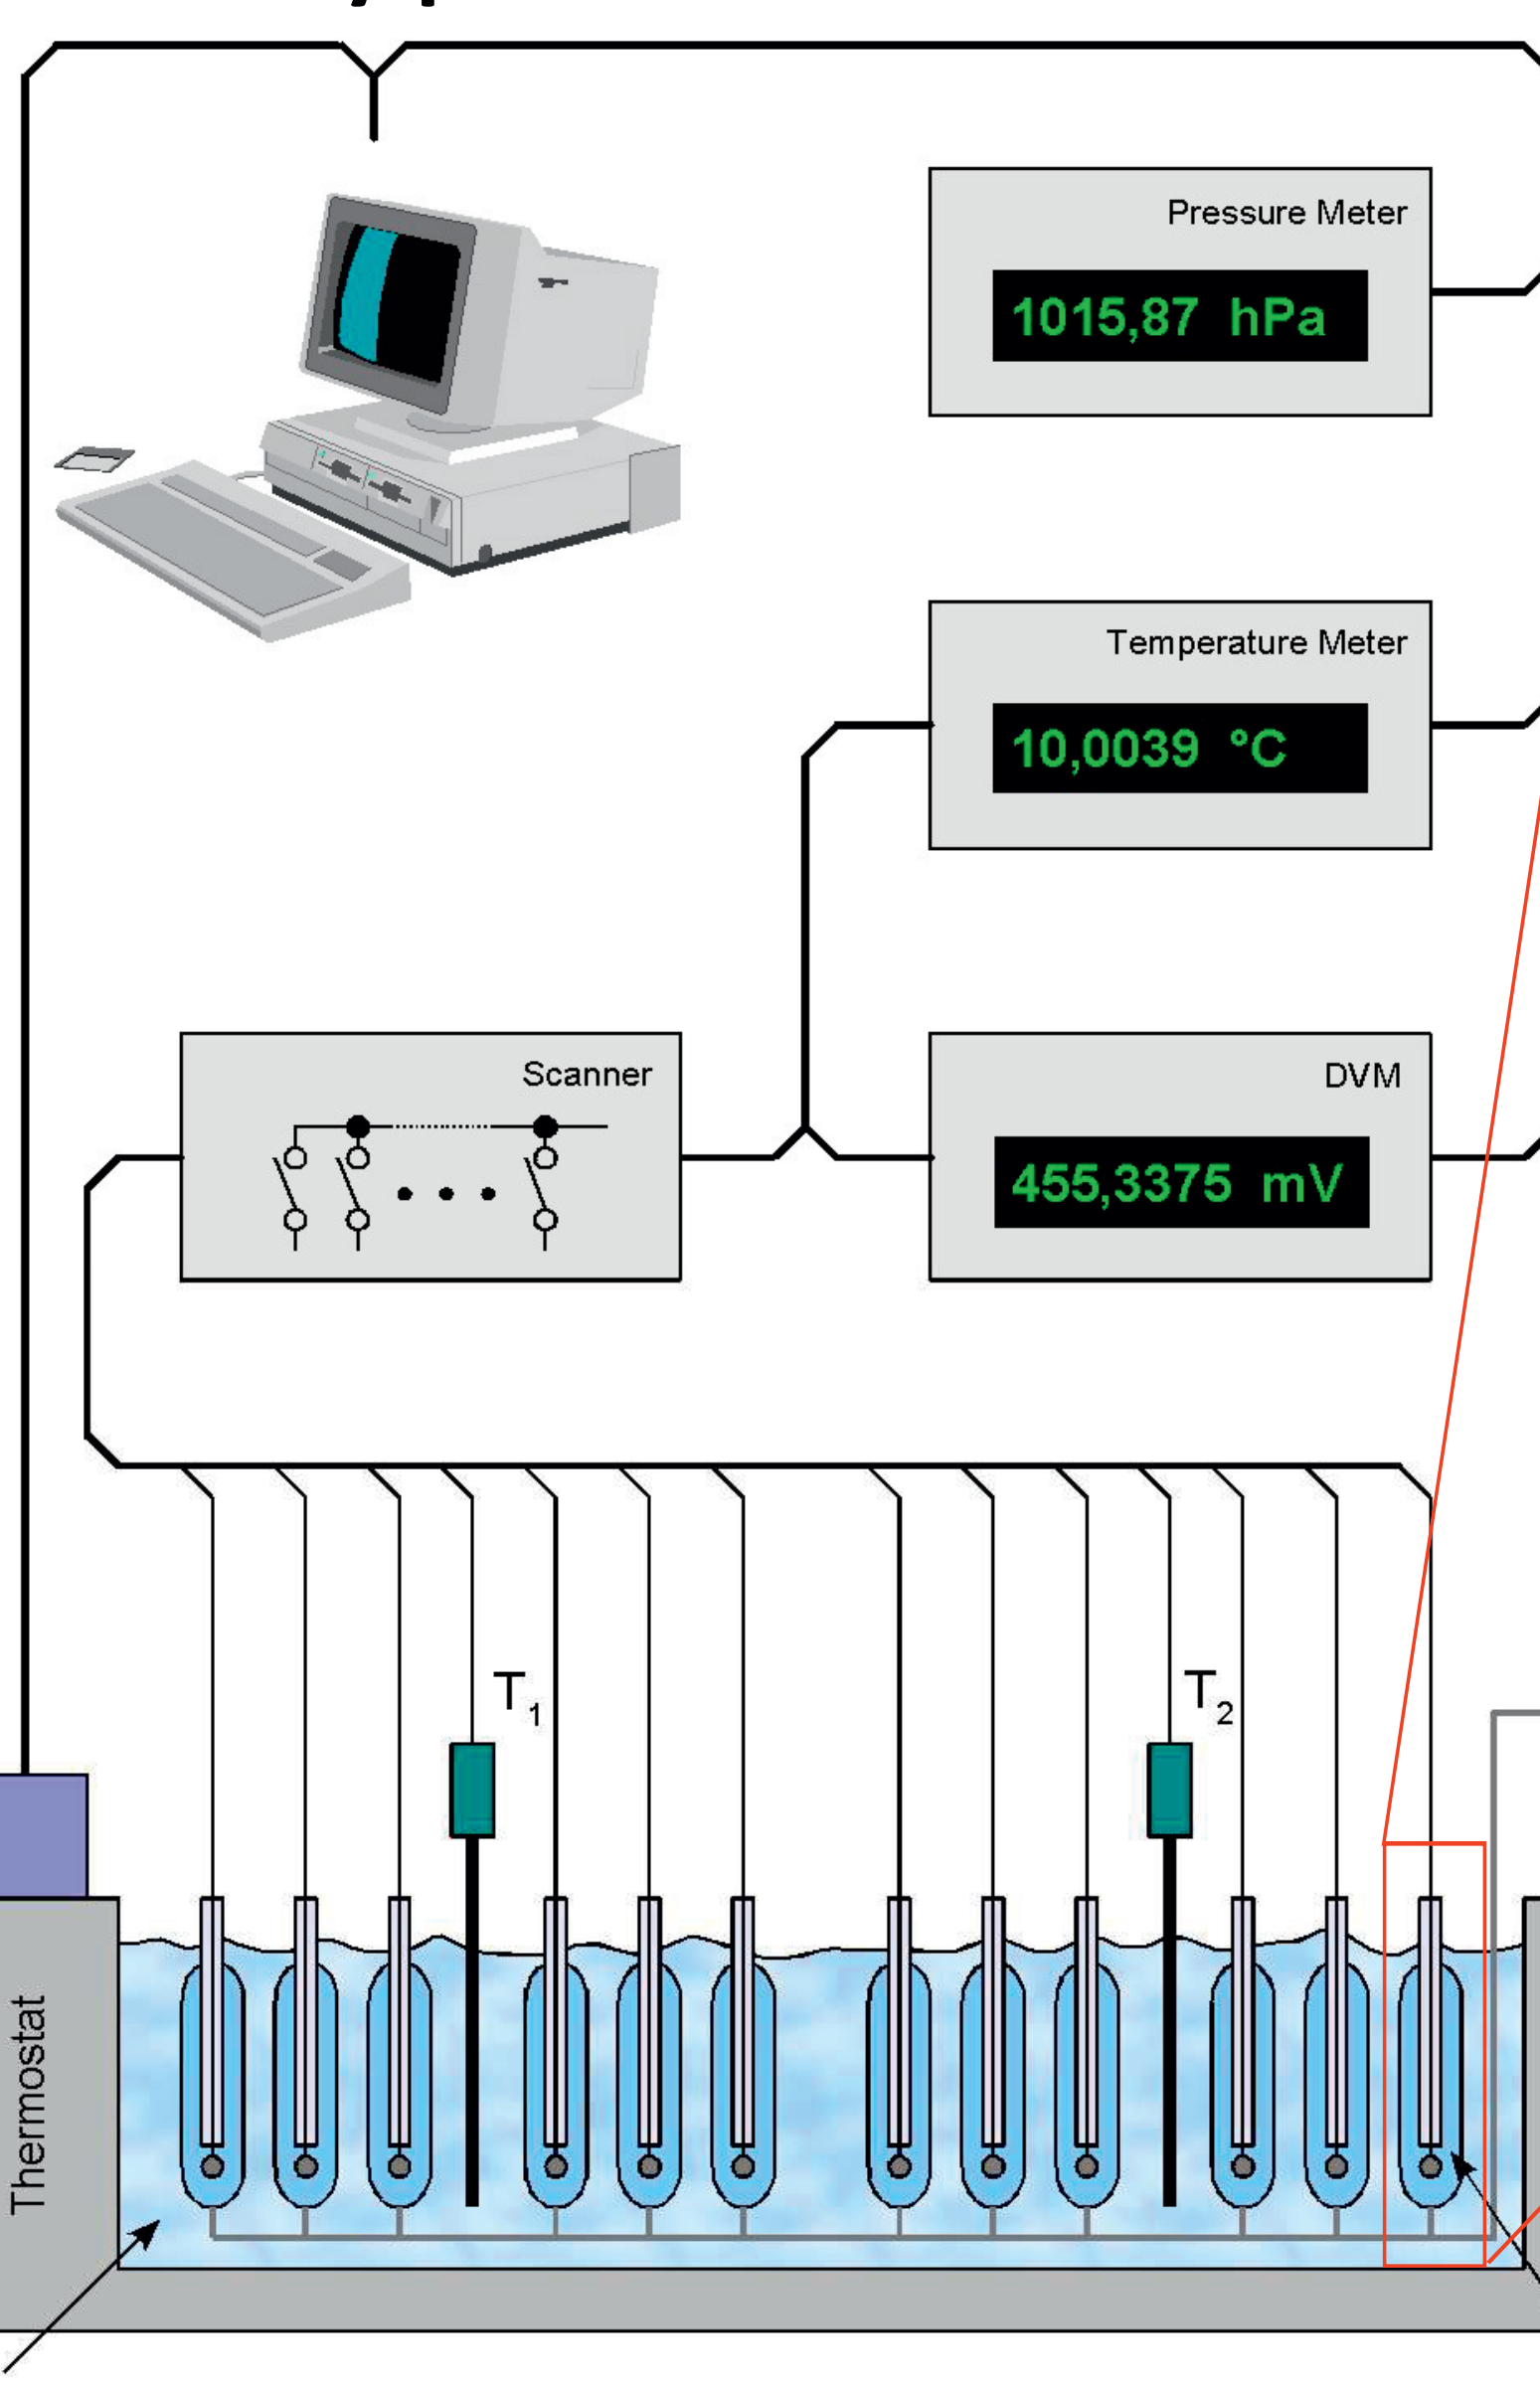 Pressure Meter
1015,87 hPa
Temperature Meter
10,0039 °C
Scanner
DVM
455,3375 mV
T1
T2
Thermostat